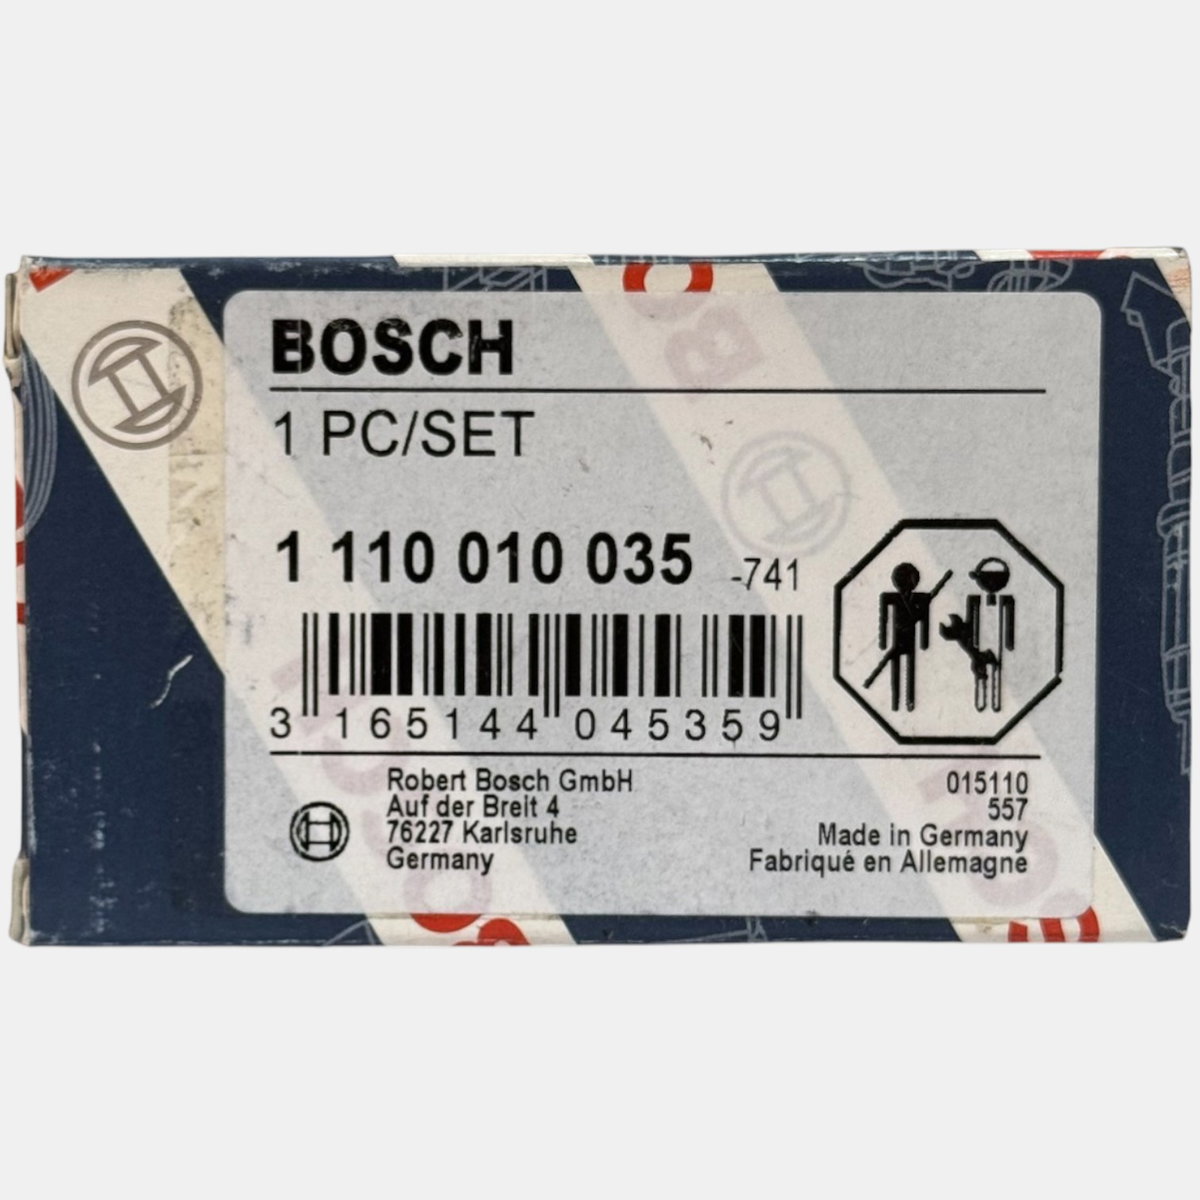 BOSCH
1 PC/SET
1 110 010 035 -741
3 165144 045359
Robert Bosch GmbH
Auf der Breit 4
76227 Karlsruhe
Germany
015110
557
Made in Germany
Fabriqué en Allemagne